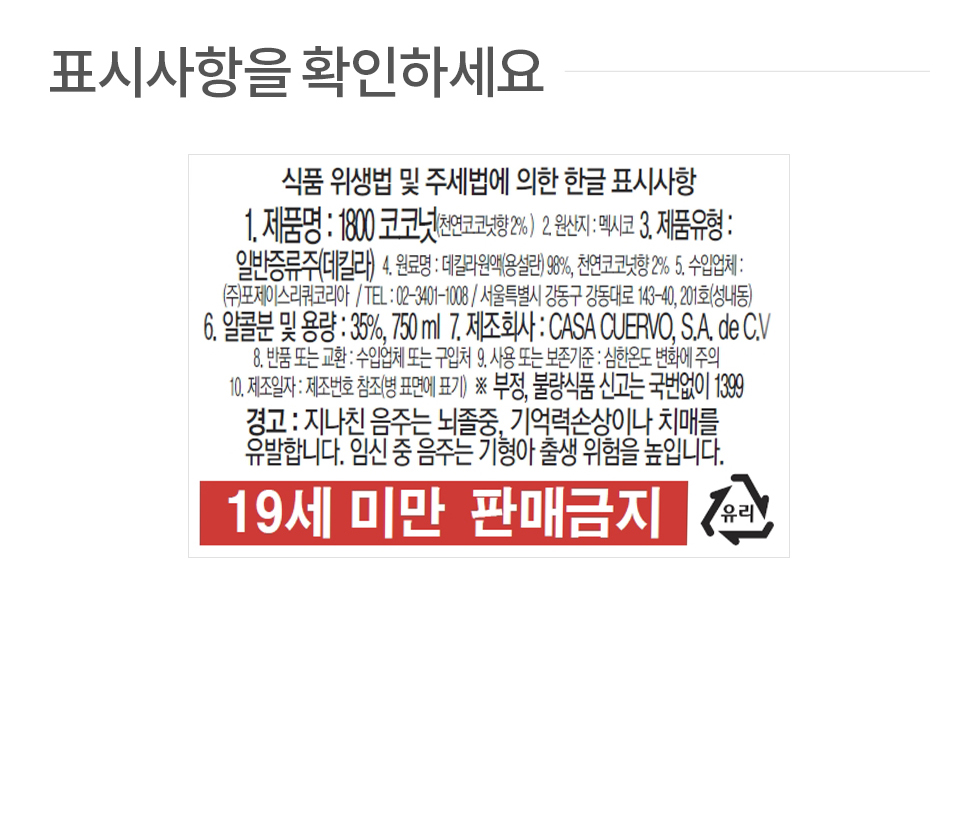 표시사항을 확인하세요
식품 위생법 및 주세법에 의한 한글 표시사항
1. 제품명 : 1800 코코넛(천연코코넛향 2% ) 2. 원산지 : 멕시코 3. 제품유형 :
일반증류주(데킬라) 4. 원료명 : 데킬라원액(용설란) 98%, 천연코코넛향 2% 5. 수입업체 :
(주)포제이스리쿼코리아 / TEL : 02-3401-1008 / 서울특별시 강동구 강동대로 143-40, 201호(성내동)
6. 알콜분 및 용량 : 35%, 750 ml 7. 제조회사 : CASA CUERVO, S.A. de C.V
8. 반품 또는 교환 : 수입업체 또는 구입처 9. 사용 또는 보존기준 : 심한온도 변화에 주의
10. 제조일자 : 제조번호 참조(병 표면에 표기) ※ 부정, 불량식품 신고는 국번없이 1399
경고 : 지나친 음주는 뇌졸중, 기억력손상이나 치매를
유발합니다. 임신 중 음주는 기형아 출생 위험을 높입니다.
19세 미만 판매금지
유리